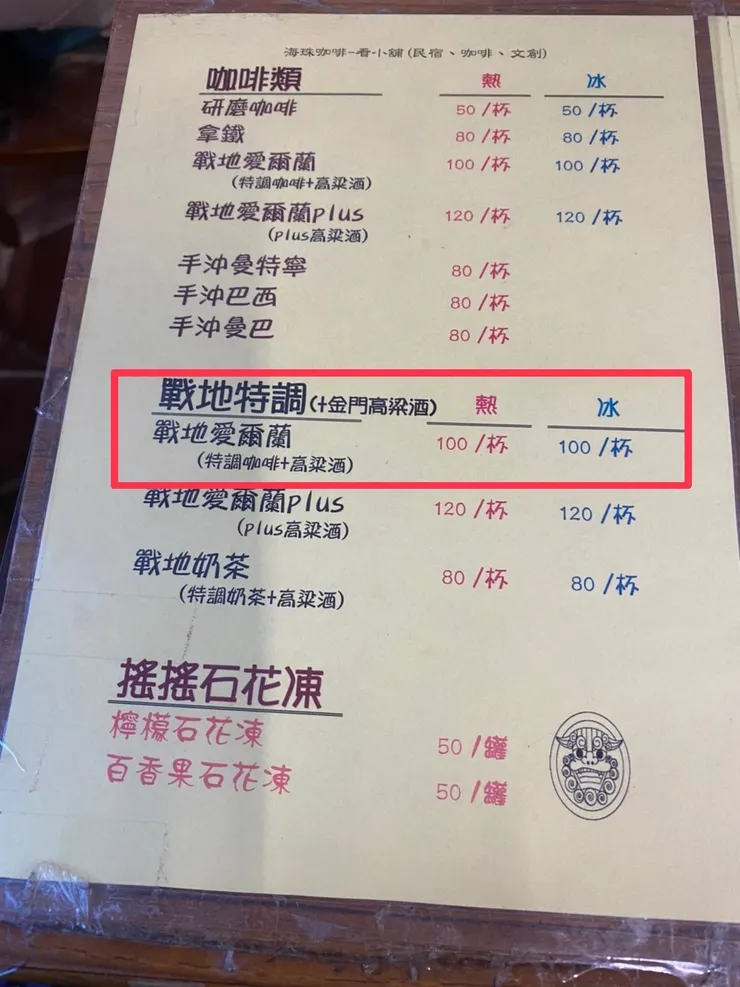 海珠咖啡-看小舖(民宿、咖啡、文創)
咖啡類 熱 冰
研磨咖啡 50/杯 50/杯
拿鐵 80/杯 80/杯
戰地愛爾蘭 100/杯 100/杯
(特調咖啡+高粱酒)
戰地愛爾蘭plus 120/杯 120/杯
(plus高粱酒)
手沖曼特寧 80/杯
手沖巴西 80/杯
手沖曼巴 80/杯
戰地特調(+金門高粱酒) 熱 冰
戰地愛爾蘭 100/杯 100/杯
(特調咖啡+高粱酒)
戰地愛爾蘭plus 120/杯 120/杯
(plus高粱酒)
戰地奶茶 80/杯 80/杯
(特調奶茶+高粱酒)
搖搖石花凍
檸檬石花凍 50/罐
百香果石花凍 50/罐